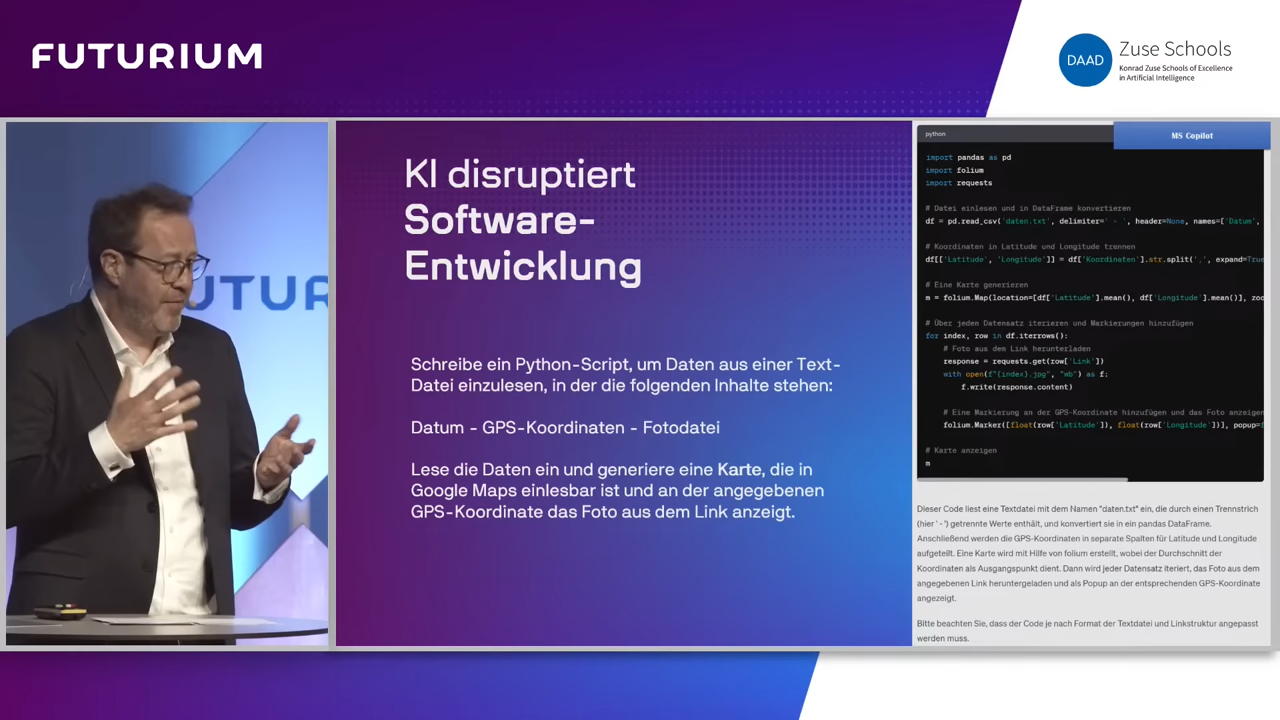 FUTURIUM
DAAD
Zuse Schools
Konrad Zuse Schools of Excellence
in Artificial Intelligence
UTUR
KI disruptiert
Software-
Entwicklung
Schreibe ein Python-Script, um Daten aus einer Text-
Datei einzulesen, in der die folgenden Inhalte stehen:
Datum - GPS-Koordinaten - Fotodatei
Lese die Daten ein und generiere eine Karte, die in
Google Maps einlesbar ist und an der angegebenen
GPS-Koordinate das Foto aus dem Link anzeigt.
python
MS Copilot
import pandas as pd
import folium
import requests
# Datei einlesen und in DataFrame konvertieren
df = pd.read_csv('daten.txt', delimiter=' - ', header=None, names=['Datum',
# Koordinaten in Latitude und Longitude trennen
df[['Latitude', 'Longitude']] = df['Koordinaten'].str.split(',', expand=True
# Eine Karte generieren
m = folium.Map(location=[df['Latitude'].mean(), df['Longitude'].mean()], zoo
# Über jeden Datensatz iterieren und Markierungen hinzufügen
for index, row in df.iterrows():
# Foto aus dem Link herunterladen
response = requests.get(row['Link'])
with open(f"{index}.jpg", "wb") as f:
f.write(response.content)
# Eine Markierung an der GPS-Koordinate hinzufügen und das Foto anzeigen
folium.Marker([float(row['Latitude']), float(row['Longitude'])], popup=f
# Karte anzeigen
m
Dieser Code liest eine Textdatei mit dem Namen "daten.txt" ein, die durch einen Trennstrich
(hier ' - ') getrennte Werte enthält, und konvertiert sie in ein pandas DataFrame.
Anschließend werden die GPS-Koordinaten in separate Spalten für Latitude und Longitude
aufgeteilt. Eine Karte wird mit Hilfe von folium erstellt, wobei der Durchschnitt der
Koordinaten als Ausgangspunkt dient. Dann wird jeder Datensatz iteriert, das Foto aus dem
angegebenen Link heruntergeladen und als Popup an der entsprechenden GPS-Koordinate
angezeigt.
Bitte beachten Sie, dass der Code je nach Format der Textdatei und Linkstruktur angepasst
werden muss.